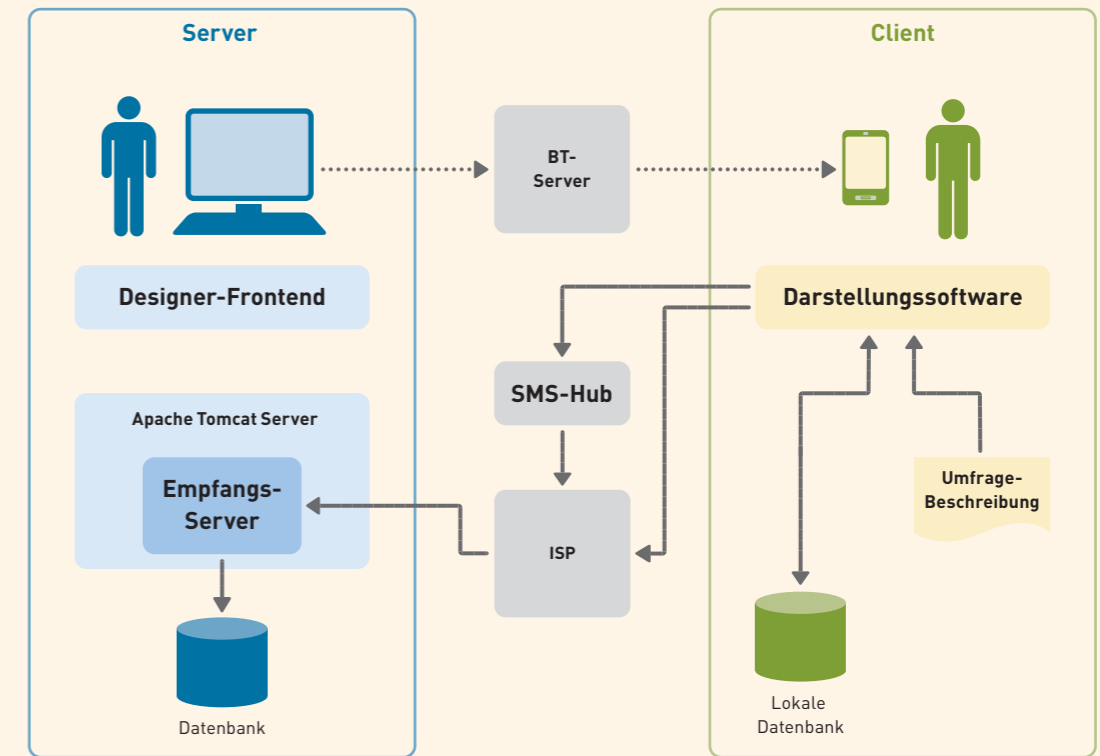 Server
Client
BT-
Server
Designer-Frontend
Darstellungssoftware
SMS-Hub
Apache Tomcat Server
Empfangs-
Server
ISP
Umfrage-
Beschreibung
Datenbank
Lokale
Datenbank